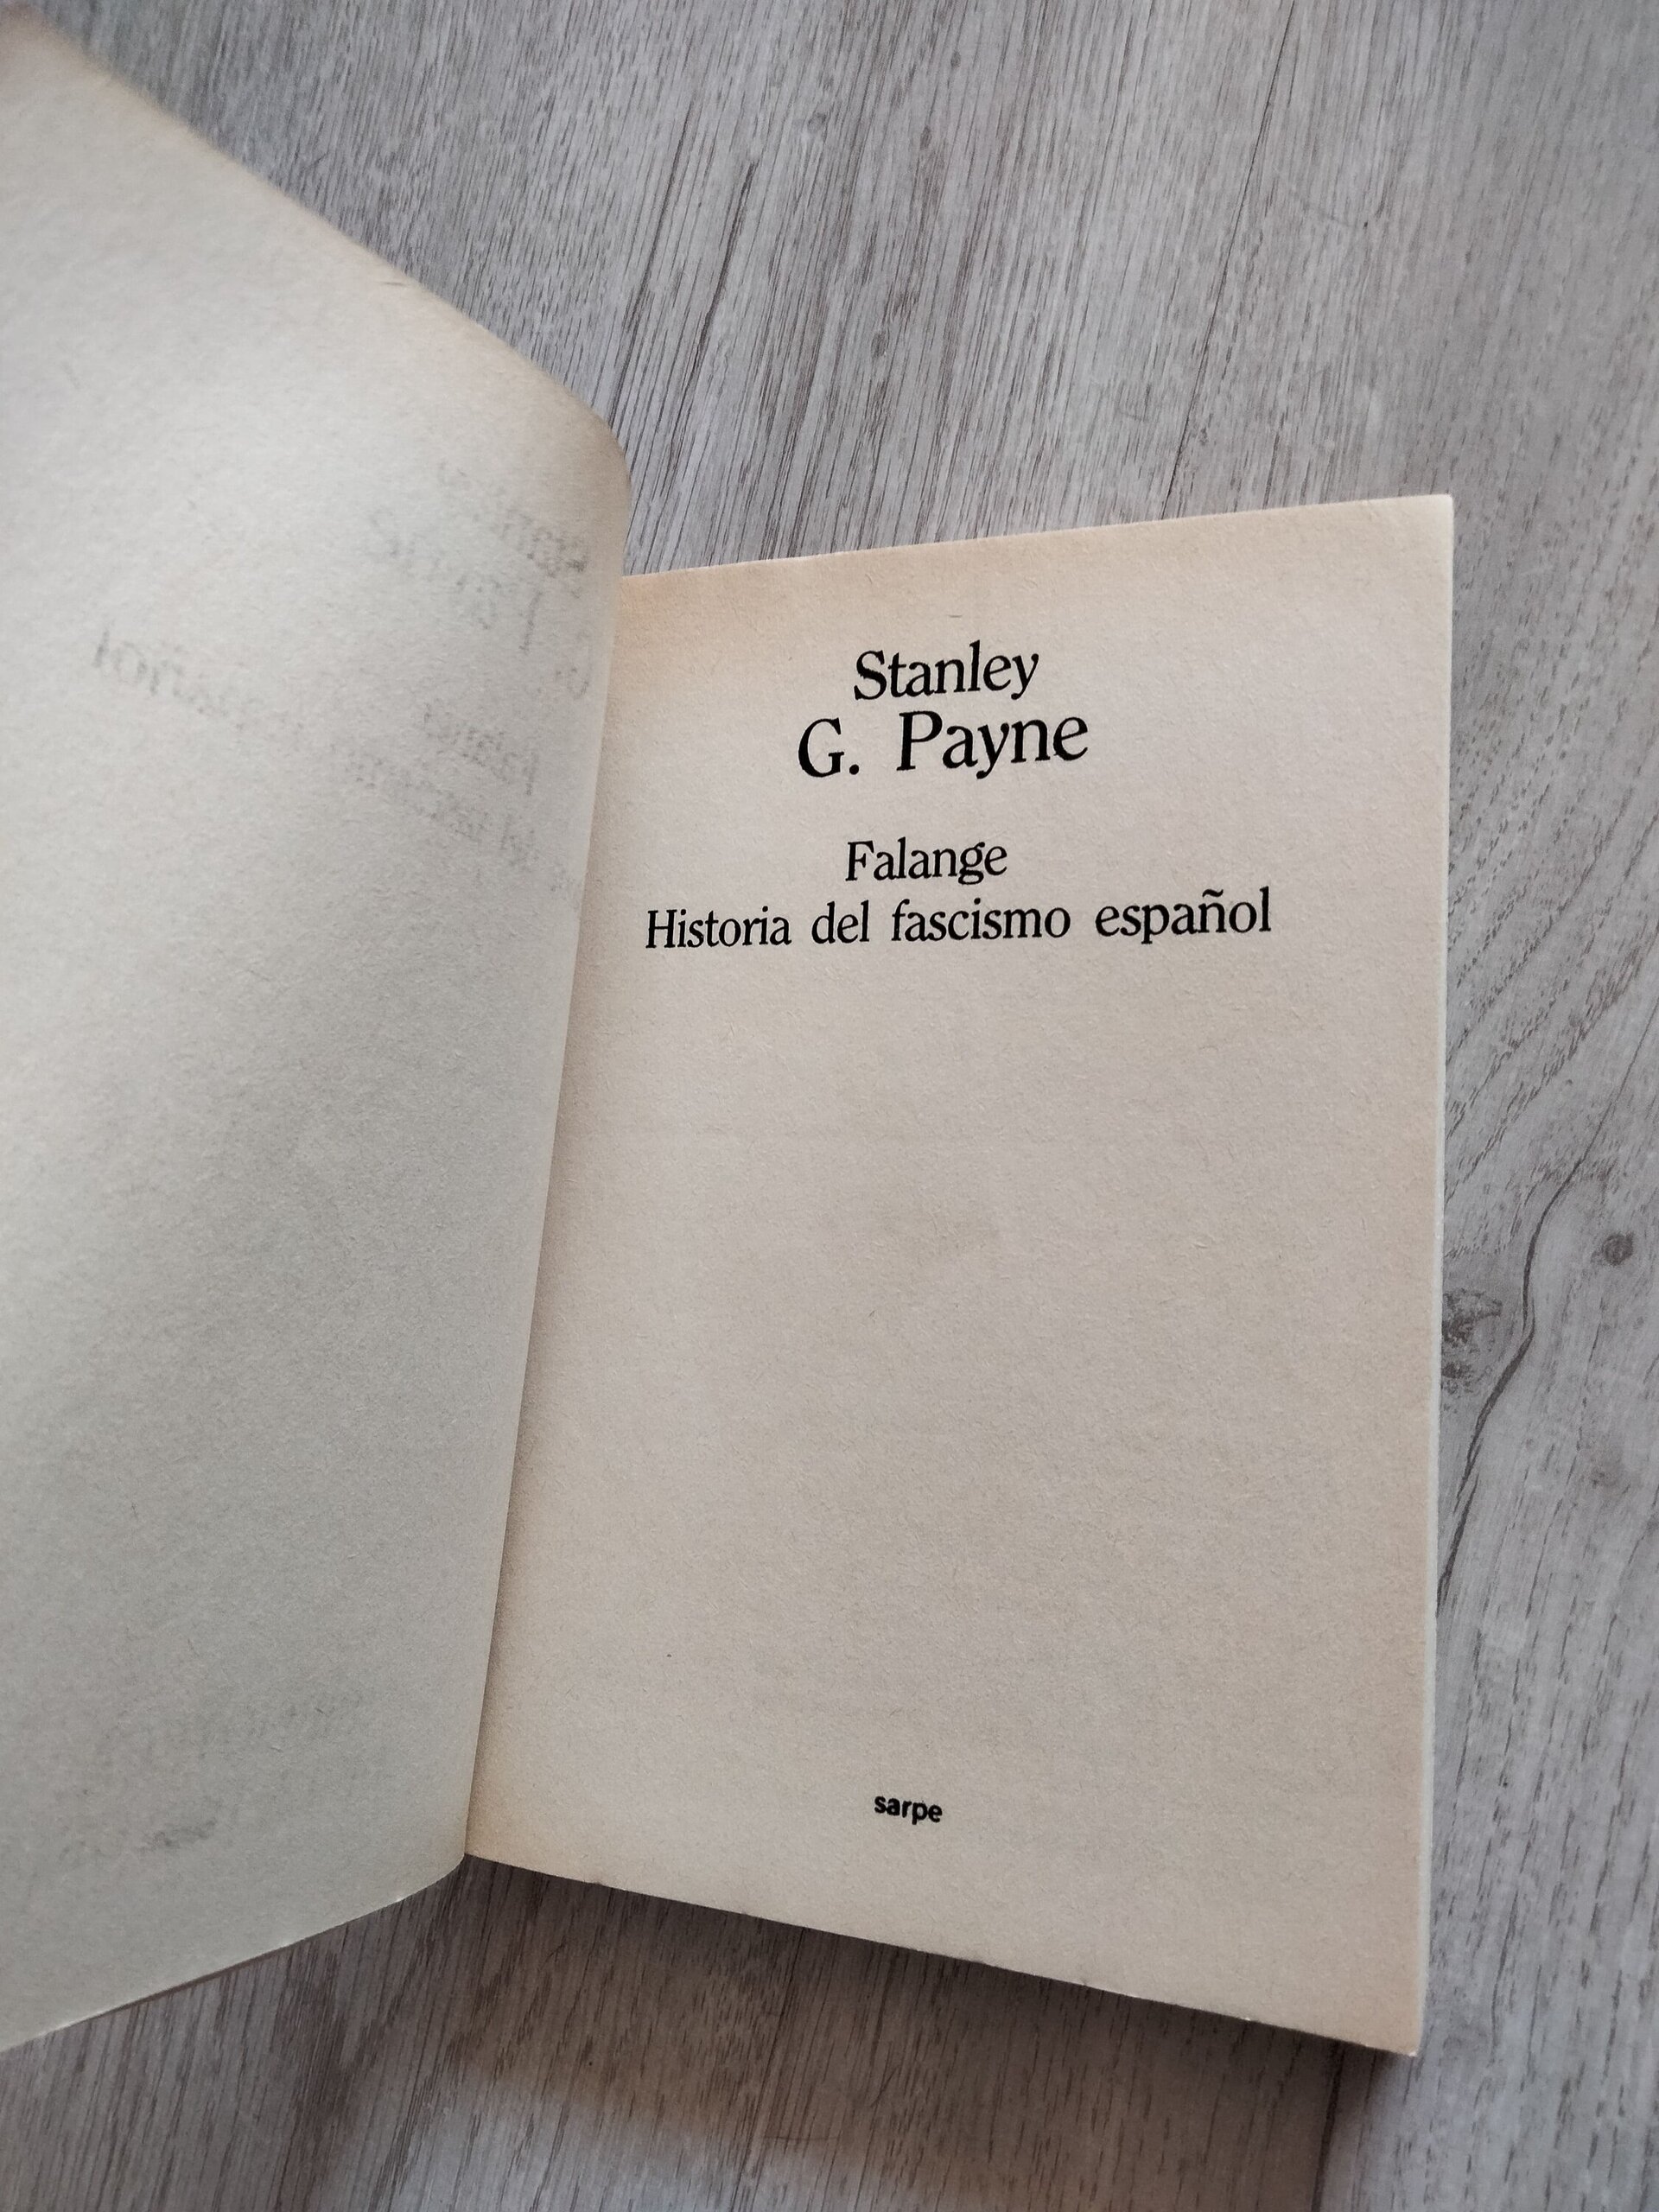 Stanley
G. Payne
Falange
Historia del fascismo español
sarpe